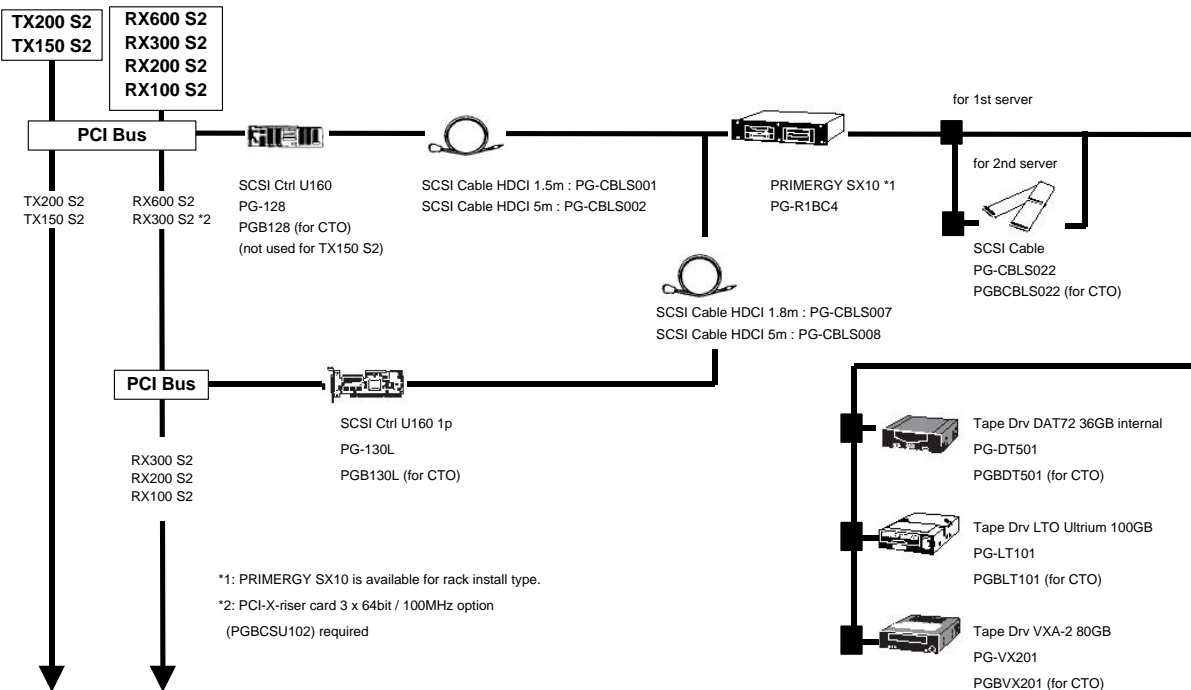 TX200 S2
TX150 S2
RX600 S2
RX300 S2
RX200 S2
RX100 S2
PCI Bus
TX200 S2
TX150 S2
RX600 S2
RX300 S2 *2
SCSI Ctrl U160
PG-128
PGB128 (for CTO)
(not used for TX150 S2)
SCSI Cable HDCI 1.5m : PG-CBLS001
SCSI Cable HDCI 5m : PG-CBLS002
PRIMERGY SX10 *1
PG-R1BC4
for 1st server
for 2nd server
SCSI Cable
PG-CBLS022
PGBCBLS022 (for CTO)
SCSI Cable HDCI 1.8m : PG-CBLS007
SCSI Cable HDCI 5m : PG-CBLS008
PCI Bus
RX300 S2
RX200 S2
RX100 S2
SCSI Ctrl U160 1p
PG-130L
PGB130L (for CTO)
Tape Drv DAT72 36GB internal
PG-DT501
PGBDT501 (for CTO)
Tape Drv LTO Ultrium 100GB
PG-LT101
PGBLT101 (for CTO)
Tape Drv VXA-2 80GB
PG-VX201
PGBVX201 (for CTO)
*1: PRIMERGY SX10 is available for rack install type.
*2: PCI-X-riser card 3 x 64bit / 100MHz option
(PGBCSU102) required